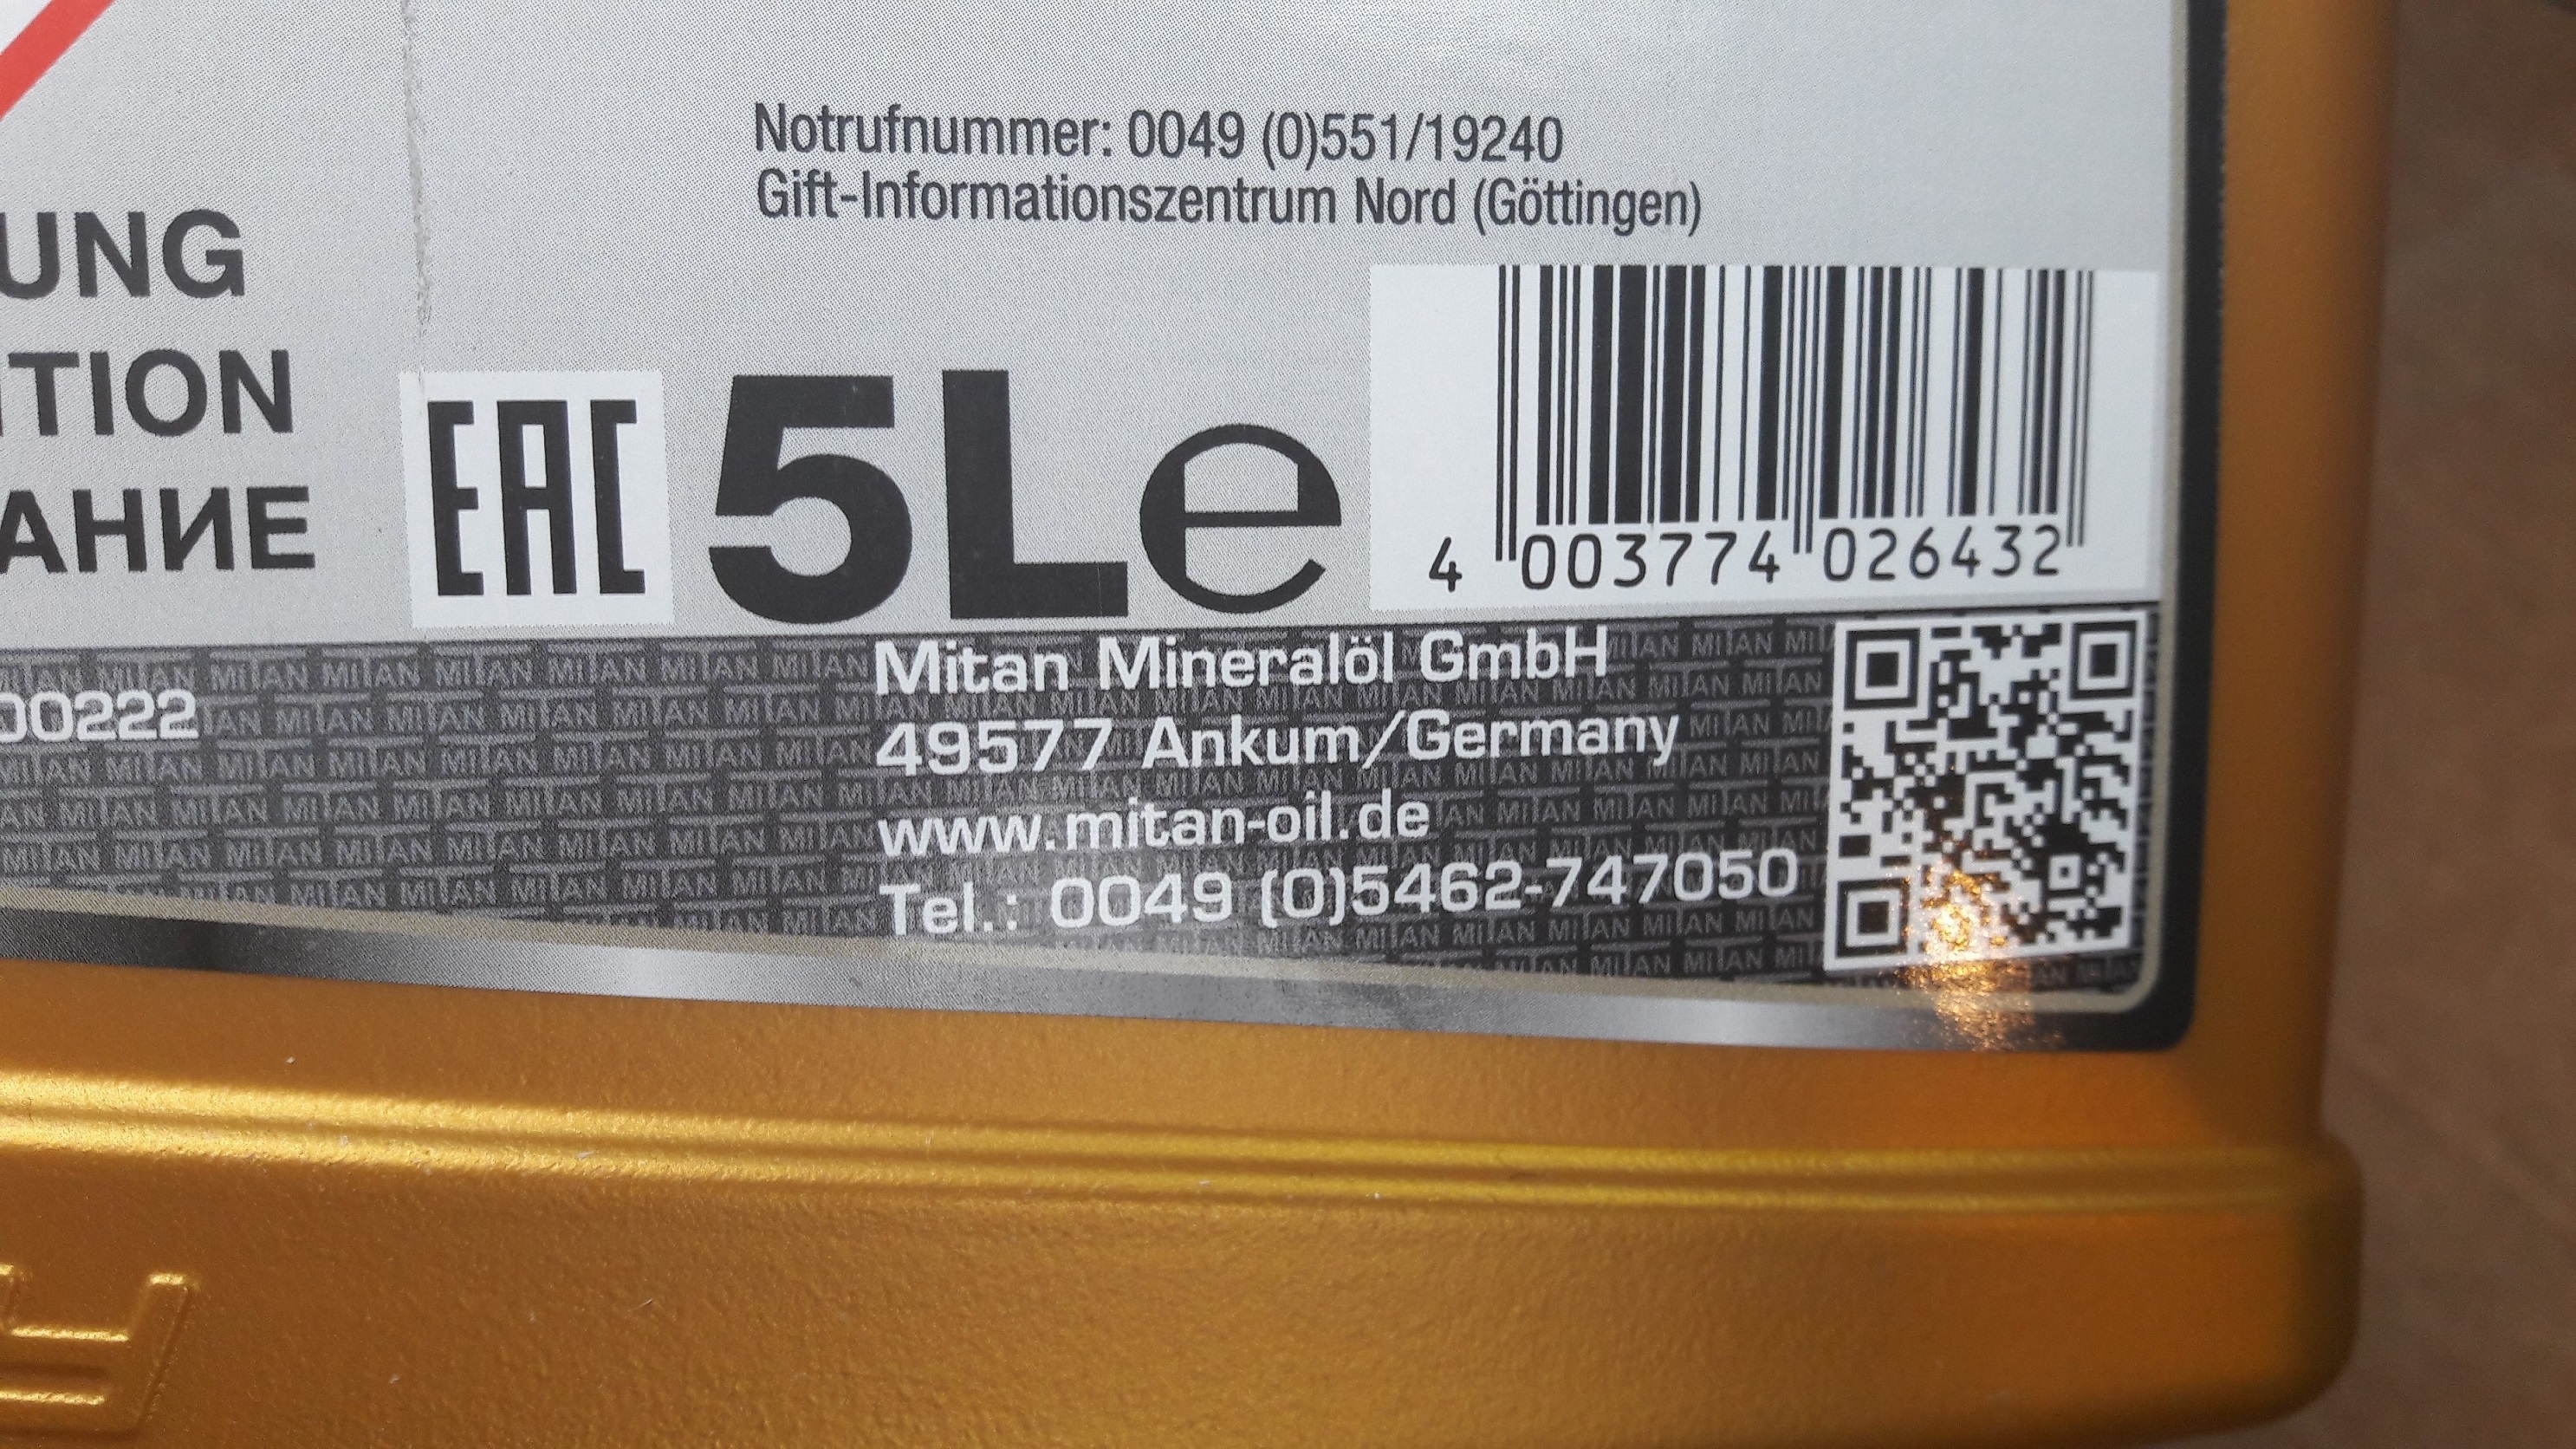 Notrufnummer: 0049 (0)551/19240
Gift-Informationszentrum Nord (Göttingen)
UNG
TION
АНИЕ
EAC
5Le
4 003774 026432
00222
Mitan Mineralöl GmbH
49577 Ankum/Germany
www.mitan-oil.de
Tel.: 0049 (0)5462-747050